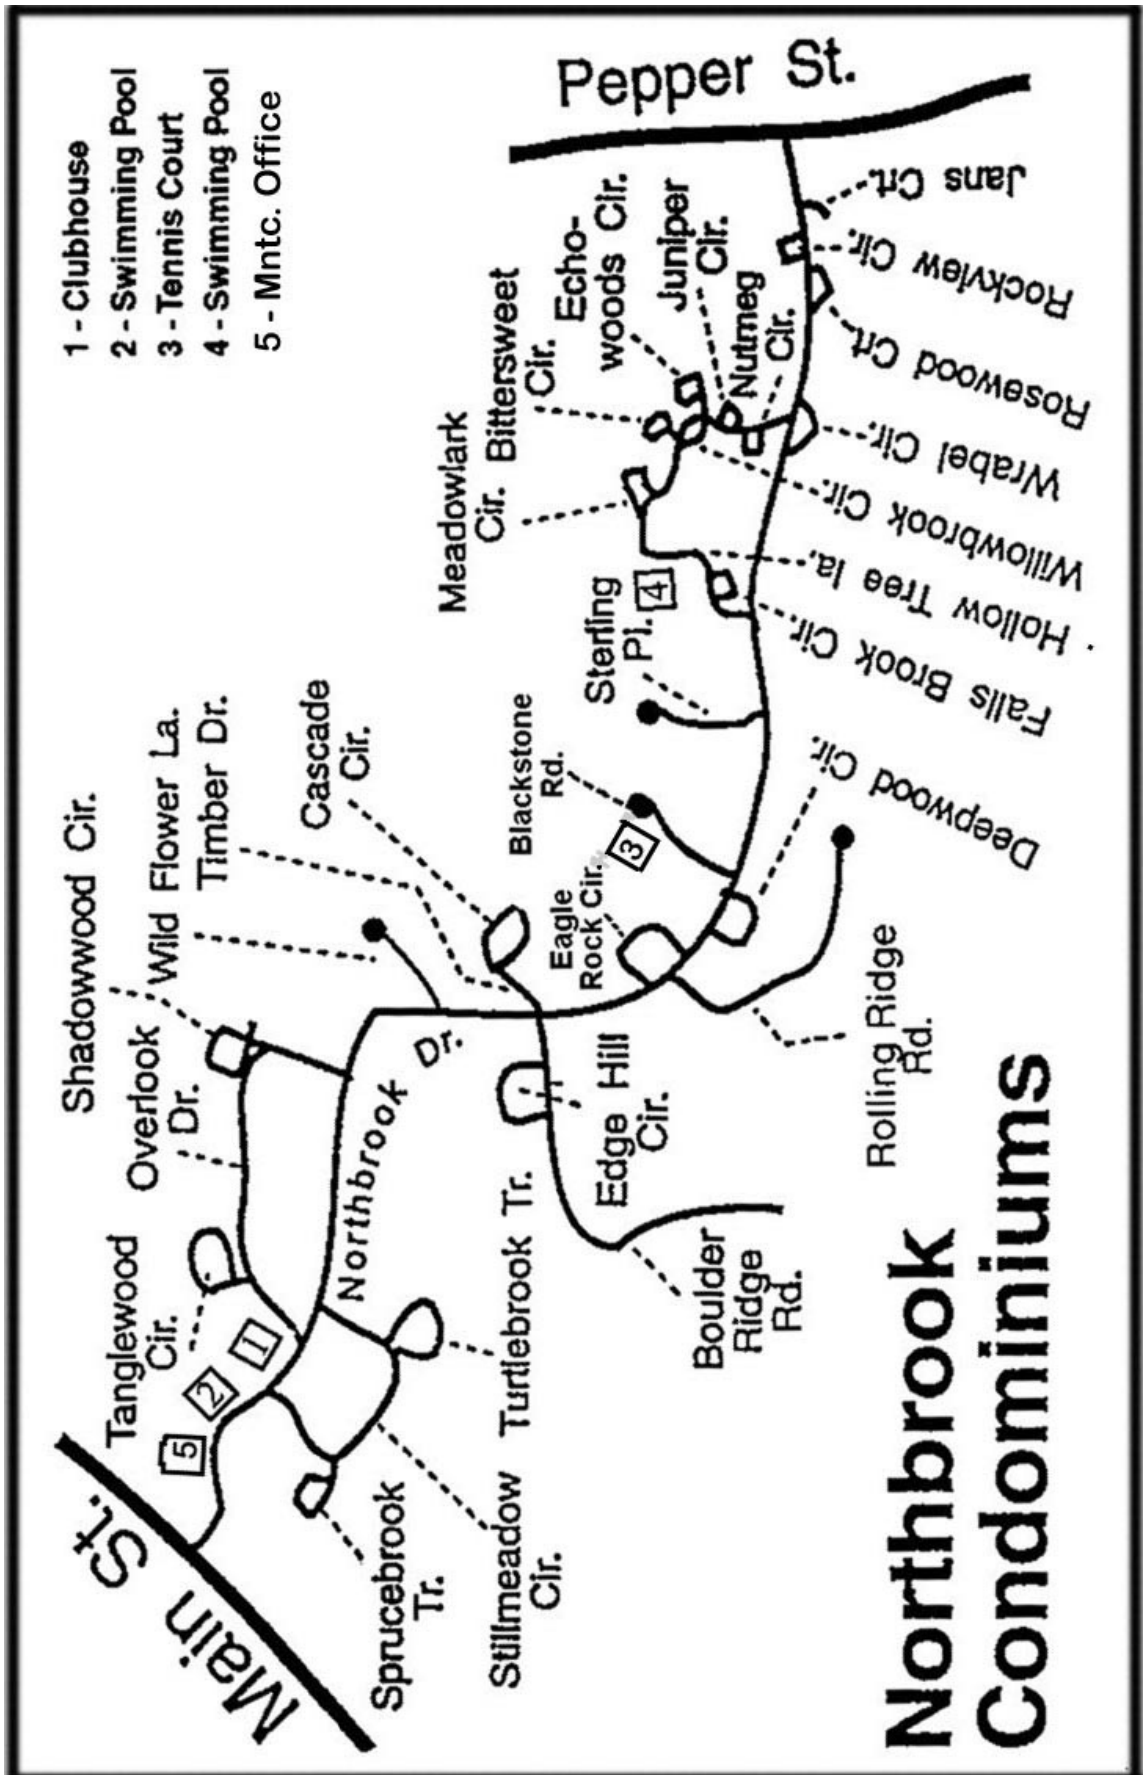 1 - Clubhouse
2 - Swimming Pool
3 - Tennis Court
4 - Swimming Pool
5 - Mntc. Office
Main St.
5
2
1
Tanglewood
Cir.
Overlook
Dr.
Shadowwood Cir.
Wild Flower La.
Timber Dr.
Cascade
Cir.
Northbrook
Dr.
Sprucebrook
Tr.
Stillmeadow
Cir.
Turtlebrook Tr.
Edge Hill
Cir.
Boulder
Ridge
Rd.
Eagle
Rock Cir.
3
Blackstone
Rd.
Rolling Ridge
Rd.
Deepwood Cir.
Sterling
Pl.
4
Meadowlark
Cir.
Bittersweet
Cir.
Echo-
woods Cir.
Juniper
Cir.
Nutmeg
Cir.
Falls Brook Cir.
Hollow Tree la.
Willowbrook Cir.
Wrabel Cir.
Rosewood Crt.
Rockview Cir.
Jans Crt.
Pepper St.
Northbrook
Condominiums